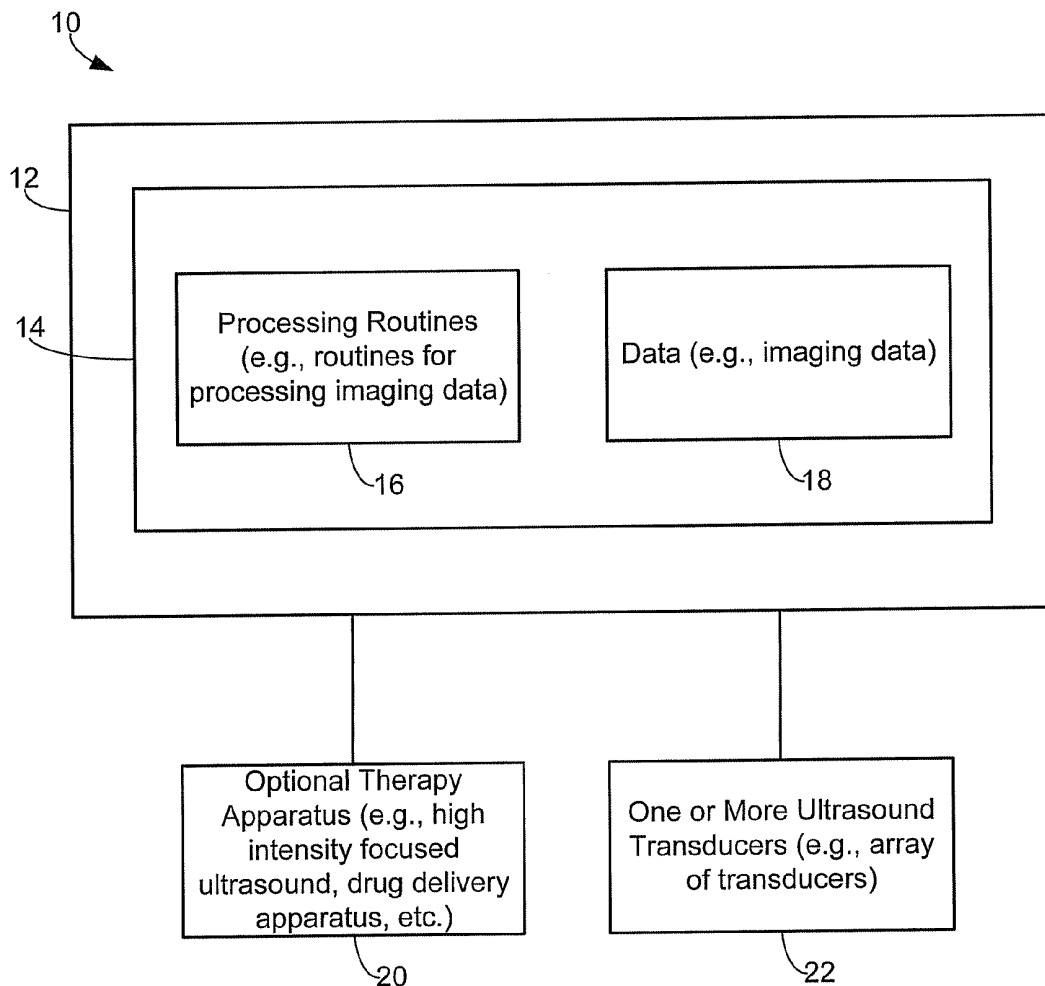 10
12
14
Processing Routines
(e.g., routines for
processing imaging data)
16
Data (e.g., imaging data)
18
Optional Therapy
Apparatus (e.g., high
intensity focused
ultrasound, drug delivery
apparatus, etc.)
20
One or More Ultrasound
Transducers (e.g., array
of transducers)
22